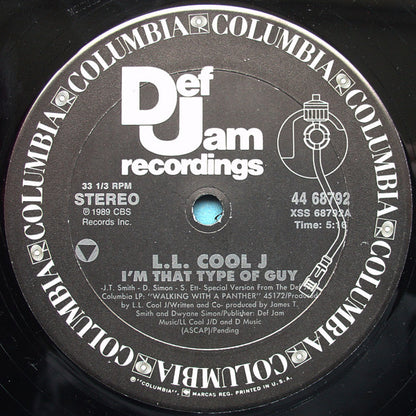 COLUMBIA COLUMBIA COLUMBIA COLUMBIA COLUMBIA COLUMBIA COLUMBIA
Def
Jam
recordings
33 1/3 RPM
STEREO
℗ 1989 CBS
Records Inc.
44 68792
XSS 68792A
Time: 5:16
L.L. COOL J
I'M THAT TYPE OF GUY
-J.T. Smith - D. Simon - S. Ett- Special Version From The Def Jam/
Columbia LP: "WALKING WITH A PANTHER" 45172/Produced
by L.L. Cool J/Written and Co- produced by James T.
Smith and Dwyane Simon/Publisher: Def Jam
Music/LL Cool J/D and D Music
(ASCAP)/Pending
"COLUMBIA", MARCAS REG. PRINTED IN U.S.A.